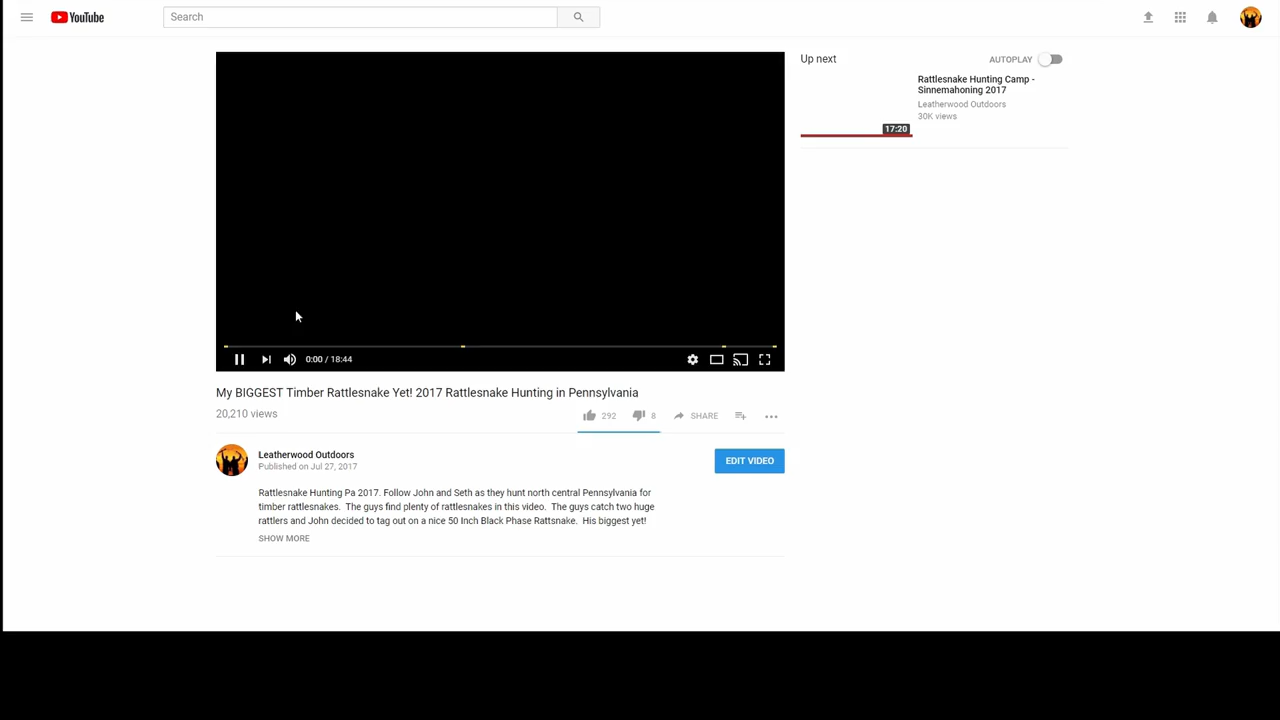 YouTube
Search
0:00 / 18:44
My BIGGEST Timber Rattlesnake Yet! 2017 Rattlesnake Hunting in Pennsylvania
20,210 views
292
8
SHARE
Leatherwood Outdoors
Published on Jul 27, 2017
EDIT VIDEO
Rattlesnake Hunting Pa 2017. Follow John and Seth as they hunt north central Pennsylvania for
timber rattlesnakes. The guys find plenty of rattlesnakes in this video. The guys catch two huge
rattlers and John decided to tag out on a nice 50 Inch Black Phase Rattsnake. His biggest yet!
SHOW MORE
Up next
AUTOPLAY
Rattlesnake Hunting Camp -
Sinnemahoning 2017
Leatherwood Outdoors
30K views
17:20